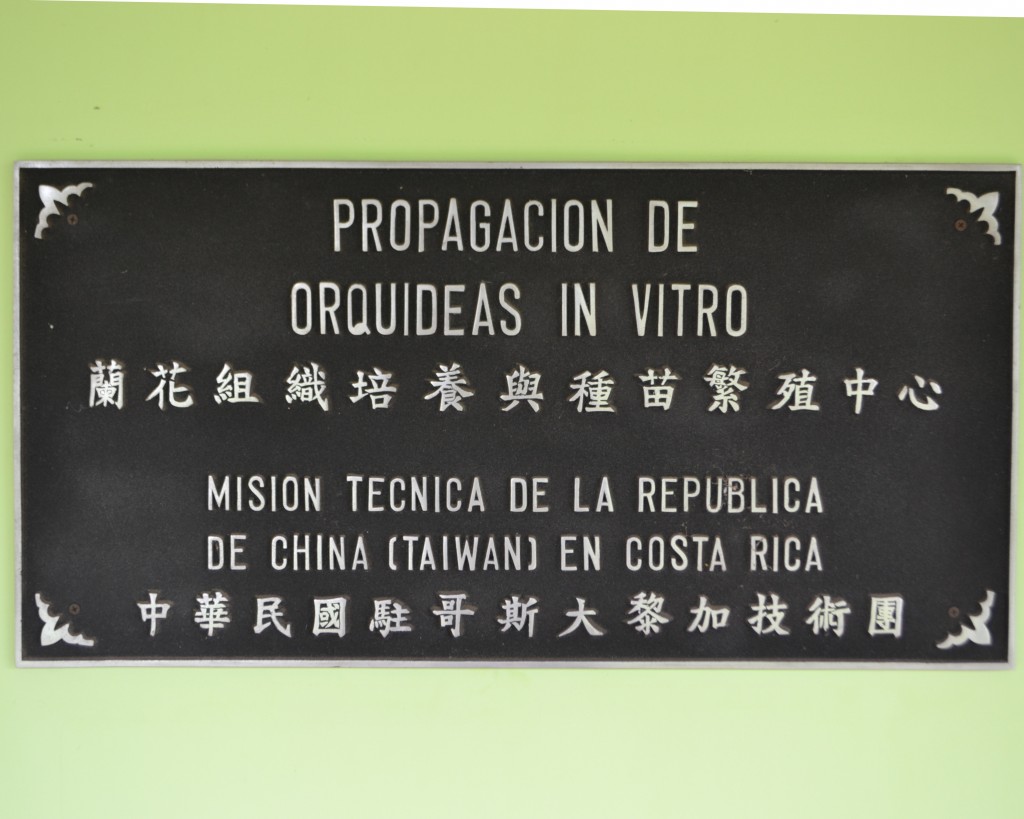 PROPAGACION DE
ORQUIDEAS IN VITRO
蘭花組織培養與種苗繁殖中心
MISION TECNICA DE LA REPUBLICA
DE CHINA (TAIWAN) EN COSTA RICA
中華民國駐哥斯大黎加技術團